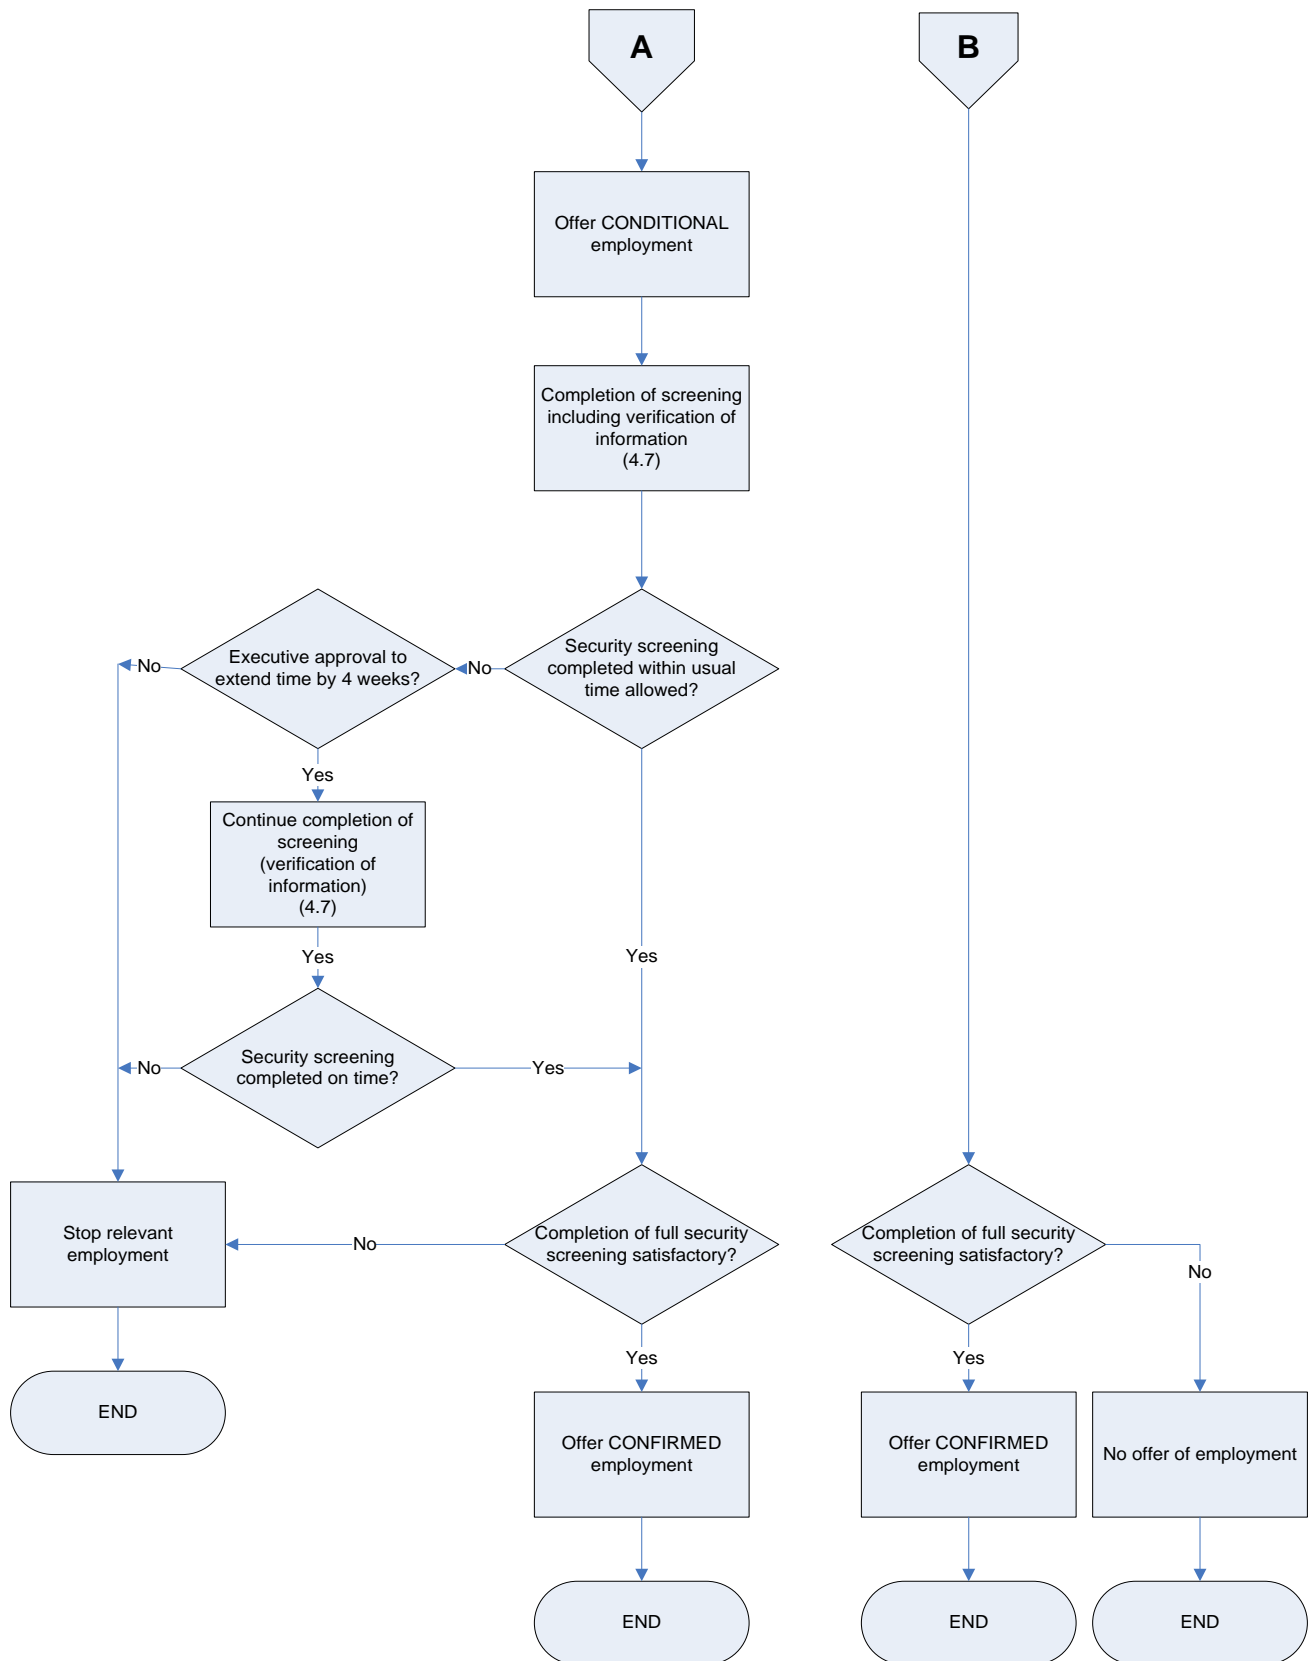 A
B
Offer CONDITIONAL
employment
Completion of screening
including verification of
information
(4.7)
Security screening
completed within usual
time allowed?
No
Executive approval to
extend time by 4 weeks?
No
Yes
Continue completion of
screening
(verification of
information)
(4.7)
Yes
Yes
Security screening
completed on time?
No
Yes
Stop relevant
employment
No
Completion of full security
screening satisfactory?
Completion of full security
screening satisfactory?
No
Yes
Yes
END
Offer CONFIRMED
employment
Offer CONFIRMED
employment
No offer of employment
END
END
END